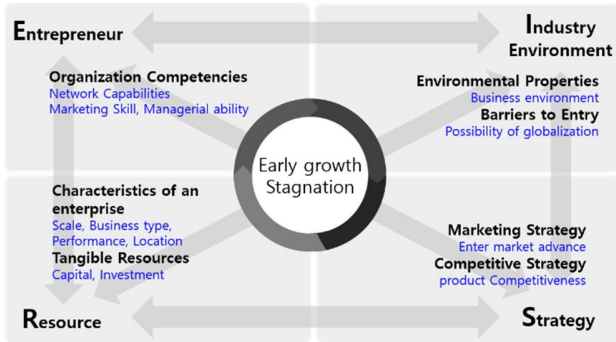 Entrepreneur
Organization Competencies
Network Capabilities
Marketing Skill, Managerial ability
Industry
Environment
Environmental Properties
Business environment
Barriers to Entry
Possibility of globalization
Early growth
Stagnation
Characteristics of an
enterprise
Scale, Business type,
Performance, Location
Tangible Resources
Capital, Investment
Resource
Marketing Strategy
Enter market advance
Competitive Strategy
product Competitiveness
Strategy